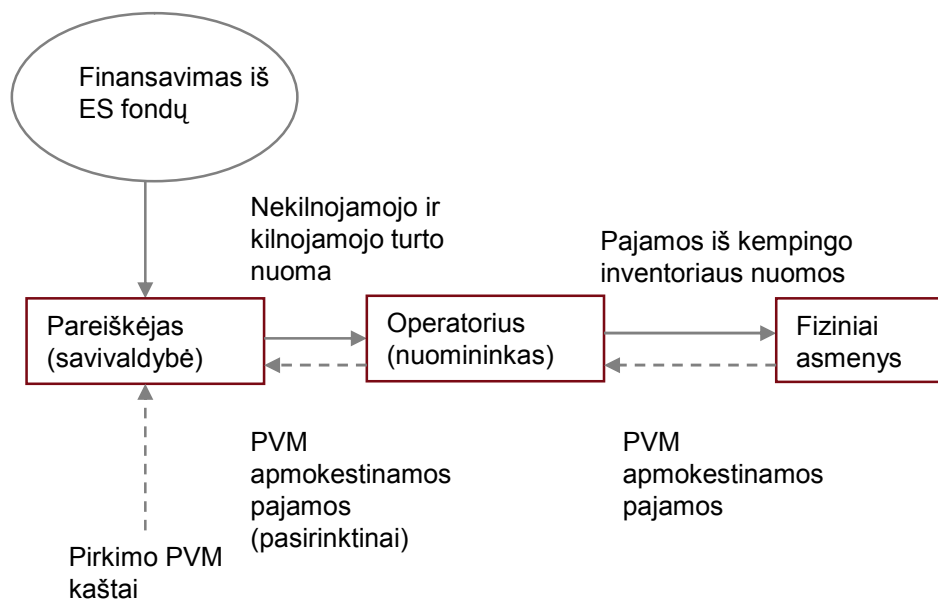 Finansavimas iš
ES fondų
Nekilnojamojo ir
kilnojamojo turto
nuoma
Pajamos iš kempingo
inventoriaus nuomos
Pareiškėjas
(savivaldybė)
Operatorius
(nuomininkas)
Fiziniai
asmenys
PVM
apmokestinamos
pajamos
(pasirinktinai)
PVM
apmokestinamos
pajamos
Pirkimo PVM
kaštai